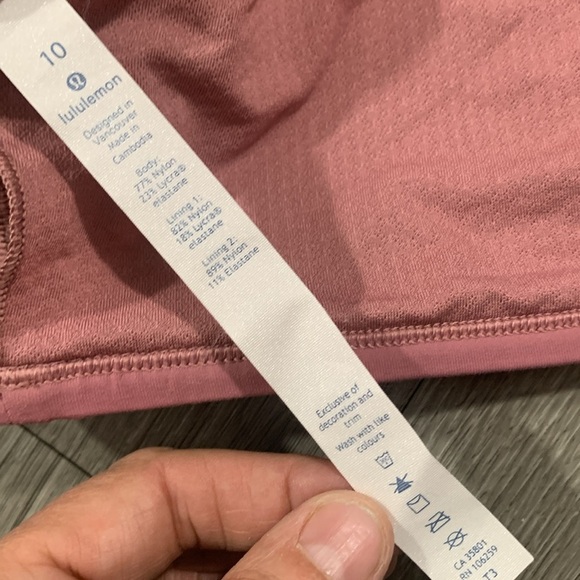 10
lululemon
Designed in
Vancouver
Made in
Cambodia
Body:
77% Nylon
23% Lycra®
elastane
Lining 1:
82% Nylon
18% Lycra®
elastane
Lining 2:
89% Nylon
11% Elastane
Exclusive of
decoration and
trim
Wash with like
colours
CA 35801
RN 106259